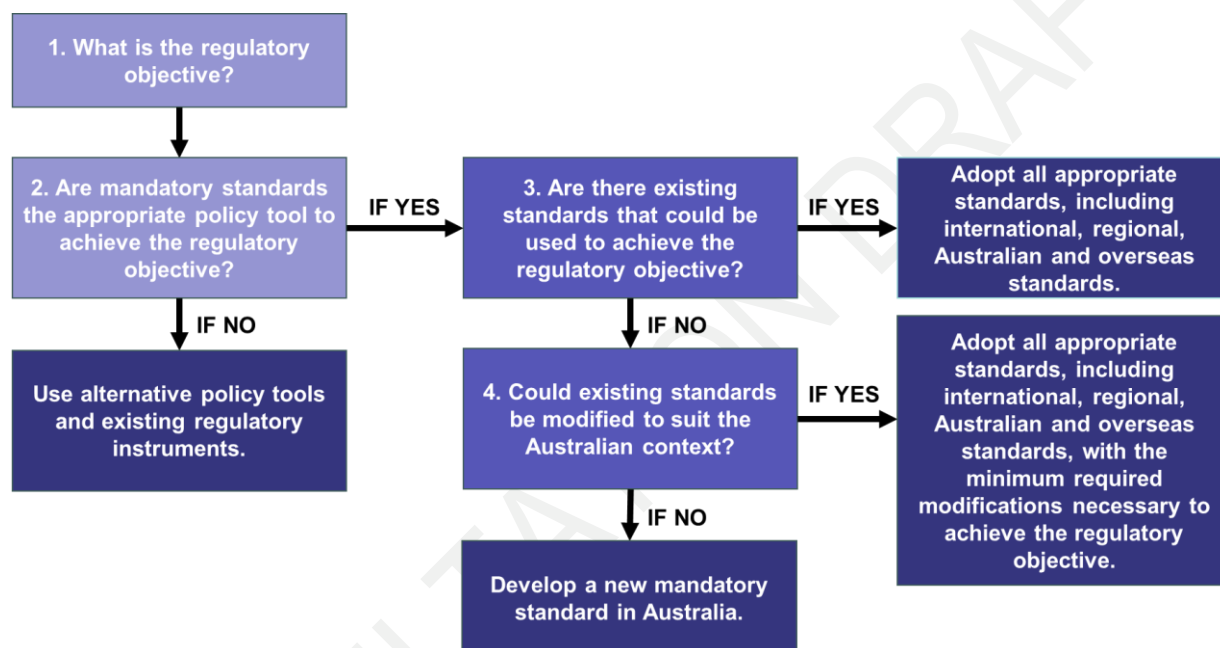 1. What is the regulatory
objective?
2. Are mandatory standards
the appropriate policy tool to
achieve the regulatory
objective?
IF YES
3. Are there existing
standards that could be
used to achieve the
regulatory objective?
IF YES
Adopt all appropriate
standards, including
international, regional,
Australian and overseas
standards.
IF NO
IF NO
Use alternative policy tools
and existing regulatory
instruments.
4. Could existing standards
be modified to suit the
Australian context?
IF YES
Adopt all appropriate
standards, including
international, regional,
Australian and overseas
standards, with the
minimum required
modifications necessary to
achieve the regulatory
objective.
IF NO
Develop a new mandatory
standard in Australia.